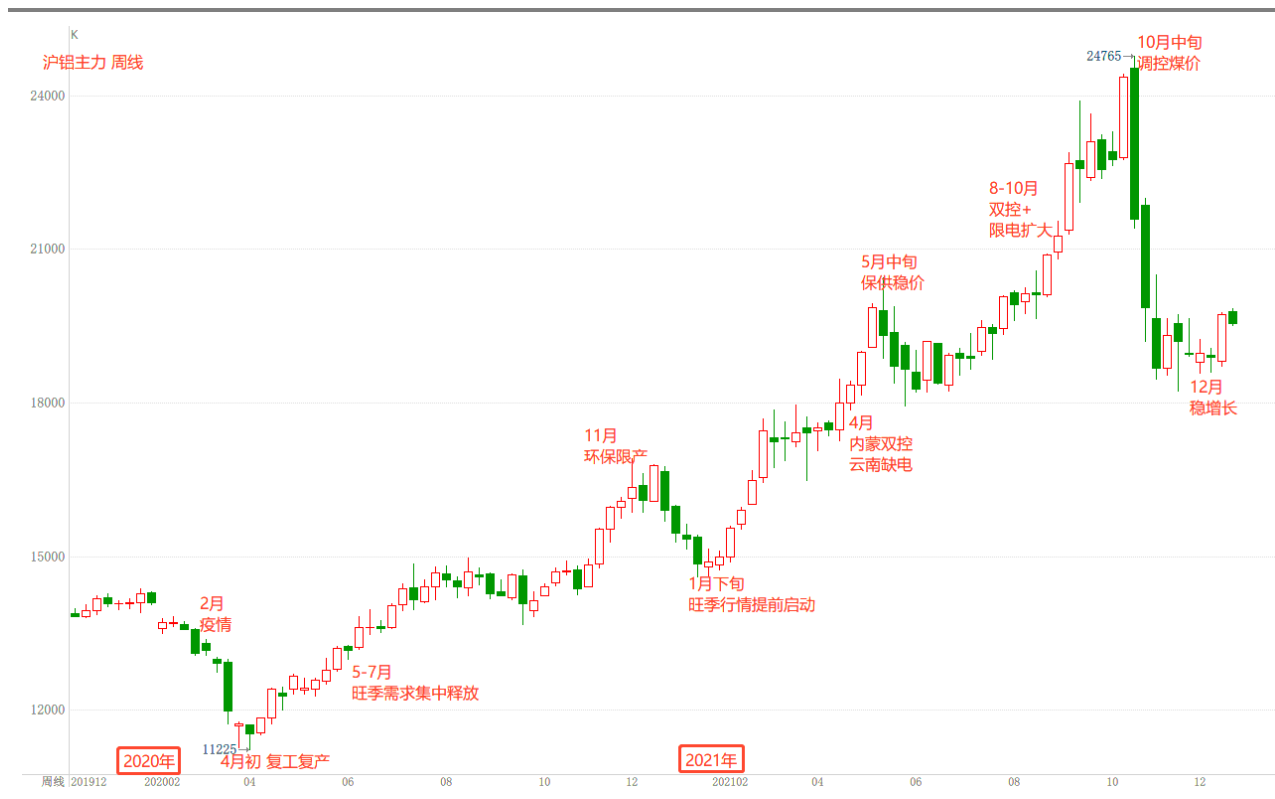 K
沪铝主力 周线
10月中旬
24765
调控煤价
24000
8-10月
双控+
限电扩大
21000
5月中旬
保供稳价
18000
12月
稳增长
4月
内蒙双控
云南缺电
11月
环保限产
15000
1月下旬
旺季行情提前启动
2月
疫情
5-7月
旺季需求集中释放
12000
11225
4月初 复工复产
2020年
2021年
周线 201912 202002 04 06 08 10 12 202102 04 06 08 10 12